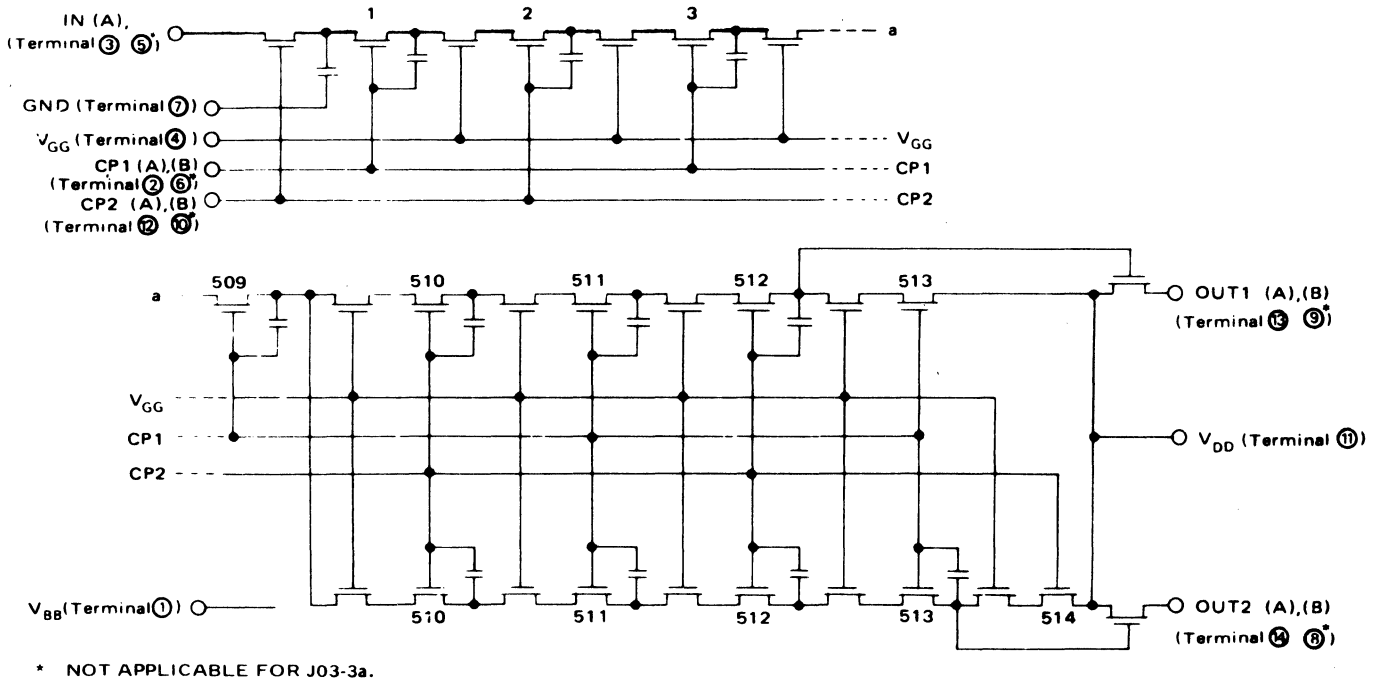 1 2 3
IN (A),
(Terminal ③ ⑤*)
a
GND (Terminal ⑦)
VGG (Terminal ④)
VGG
CP1 (A),(B)
CP1
(Terminal ② ⑥*)
CP2 (A),(B)
CP2
(Terminal ⑫ ⑩*)
509 510 511 512 513
a
OUT1 (A),(B)
(Terminal ⑬ ⑨*)
VGG
CP1
VDD (Terminal ⑪)
CP2
VBB (Terminal ①)
OUT2 (A),(B)
510 511 512 513 514
(Terminal ⑭ ⑧*)
* NOT APPLICABLE FOR J03-3a.